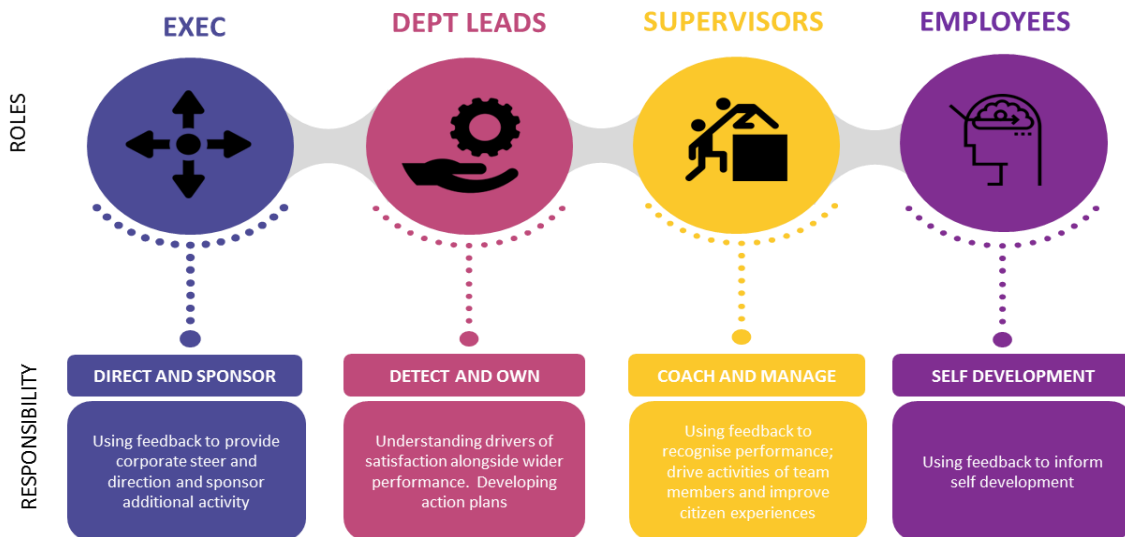 EXEC
DEPT LEADS
SUPERVISORS
EMPLOYEES
ROLES
RESPONSIBILITY
DIRECT AND SPONSOR
Using feedback to provide
corporate steer and
direction and sponsor
additional activity
DETECT AND OWN
Understanding drivers of
satisfaction alongside wider
performance. Developing
action plans
COACH AND MANAGE
Using feedback to
recognise performance;
drive activities of team
members and improve
citizen experiences
SELF DEVELOPMENT
Using feedback to inform
self development